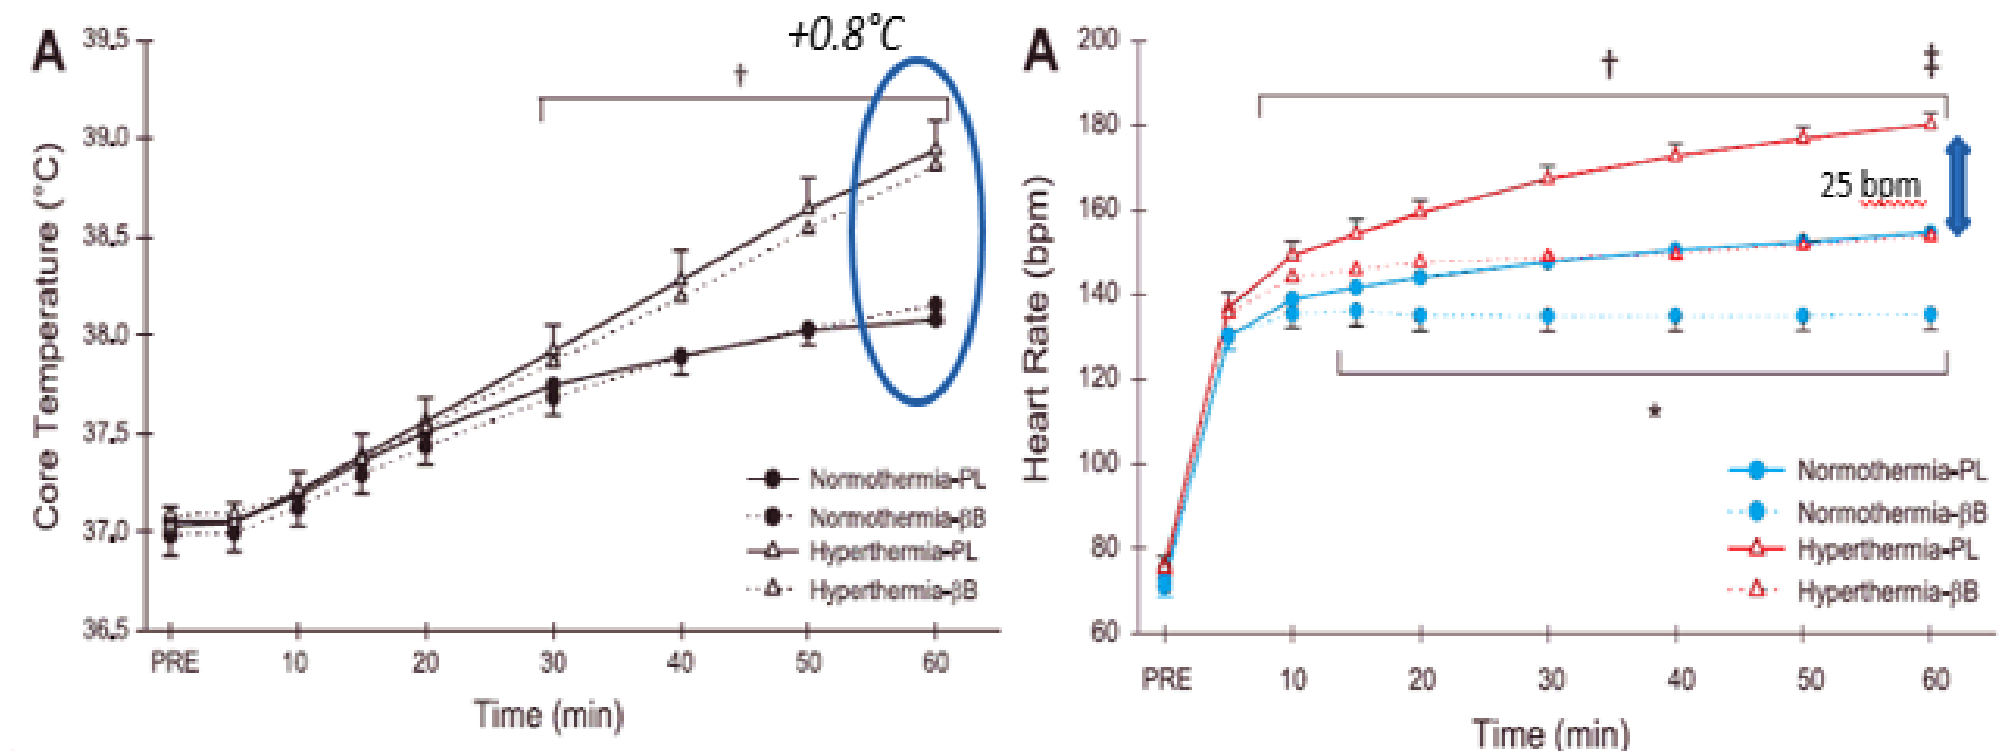 A
+0.8°C
39.5
39.0
38.5
38.0
37.5
37.0
36.5
Core Temperature (°C)
†
Normothermia-PL
Normothermia-βB
Hyperthermia-PL
Hyperthermia-βB
PRE 10 20 30 40 50 60
Time (min)
A
200
180
160
140
120
100
80
60
Heart Rate (bpm)
† ‡
25 bpm
*
Normothermia-PL
Normothermia-βB
Hyperthermia-PL
Hyperthermia-βB
PRE 10 20 30 40 50 60
Time (min)